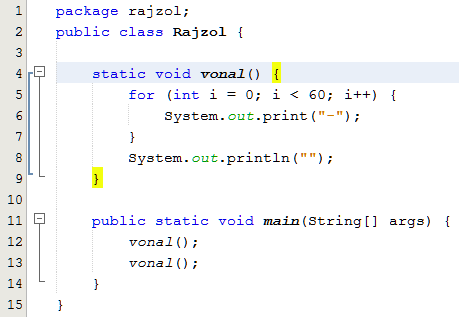 1 package rajzol;
2 public class Rajzol {
3
4 static void vonal() {
5 for (int i = 0; i < 60; i++) {
6 System.out.print("-");
7 }
8 System.out.println("");
9 }
10
11 public static void main(String[] args) {
12 vonal();
13 vonal();
14 }
15 }